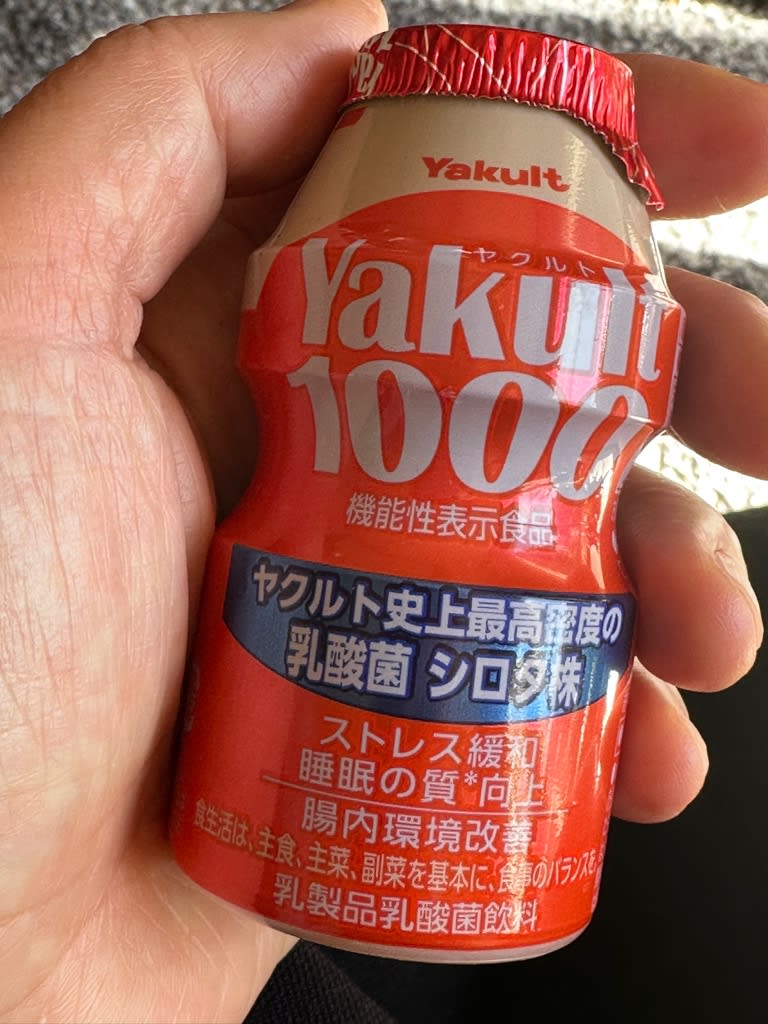 Yakult
ヤクルト
Yakult
1000
機能性表示食品
ヤクルト史上最高密度の
乳酸菌 シロタ株
ストレス緩和
睡眠の質*向上
腸内環境改善
食生活は、主食、主菜、副菜を基本に、食事のバランスを
乳製品乳酸菌飲料